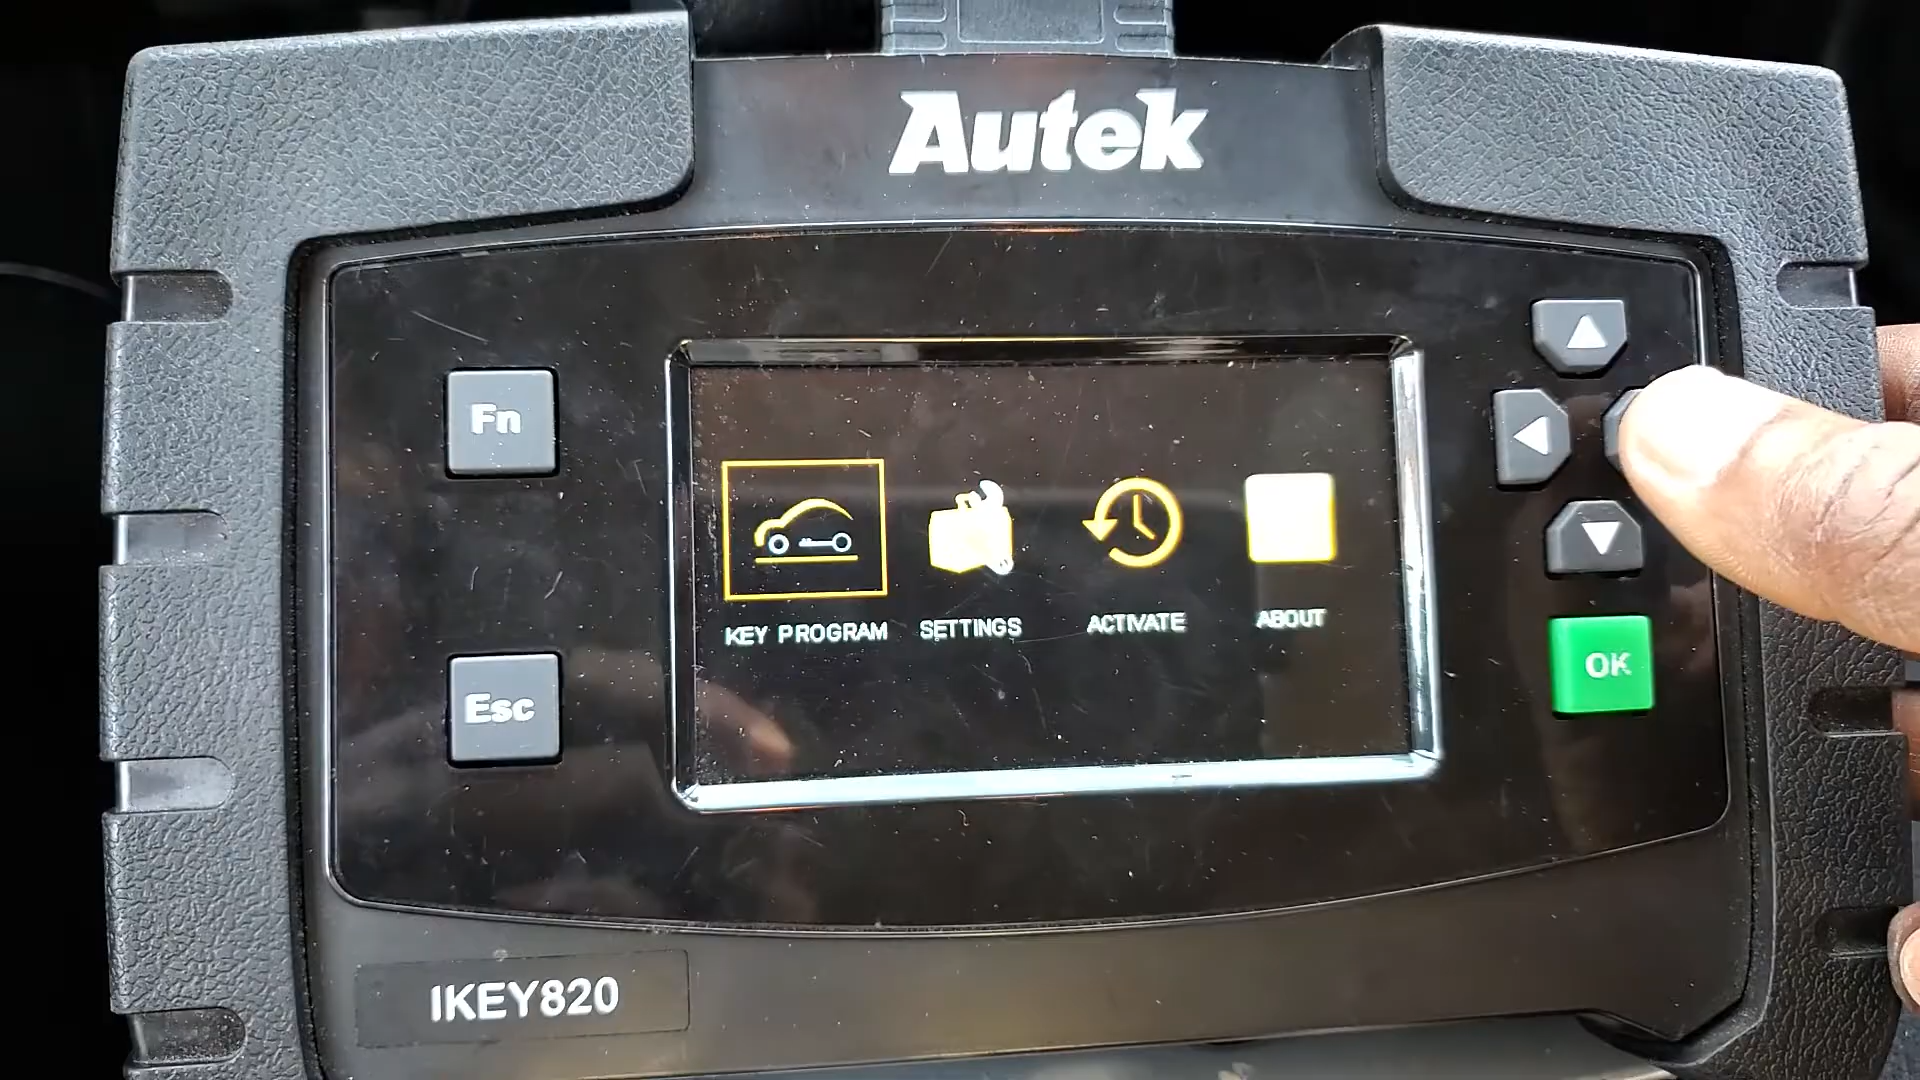 Autek
Fn
KEY PROGRAM
SETTINGS
ACTIVATE
ABOUT
Esc
OK
IKEY820